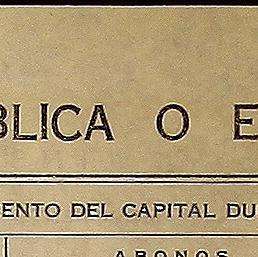 BLICA O E
ENTO DEL CAPITAL DU
ABONOS